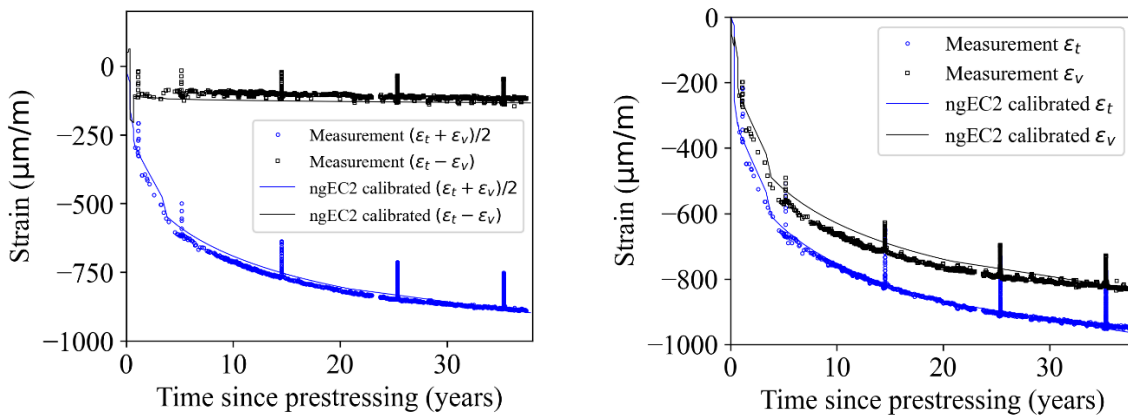 0
−250
−500
−750
−1000
Strain (μm/m)
0
10
20
30
Time since prestressing (years)
Measurement (εt + εv)/2
Measurement (εt − εv)
ngEC2 calibrated (εt + εv)/2
ngEC2 calibrated (εt − εv)
0
−200
−400
−600
−800
−1000
Strain (μm/m)
0
10
20
30
Time since prestressing (years)
Measurement εt
Measurement εv
ngEC2 calibrated εt
ngEC2 calibrated εv